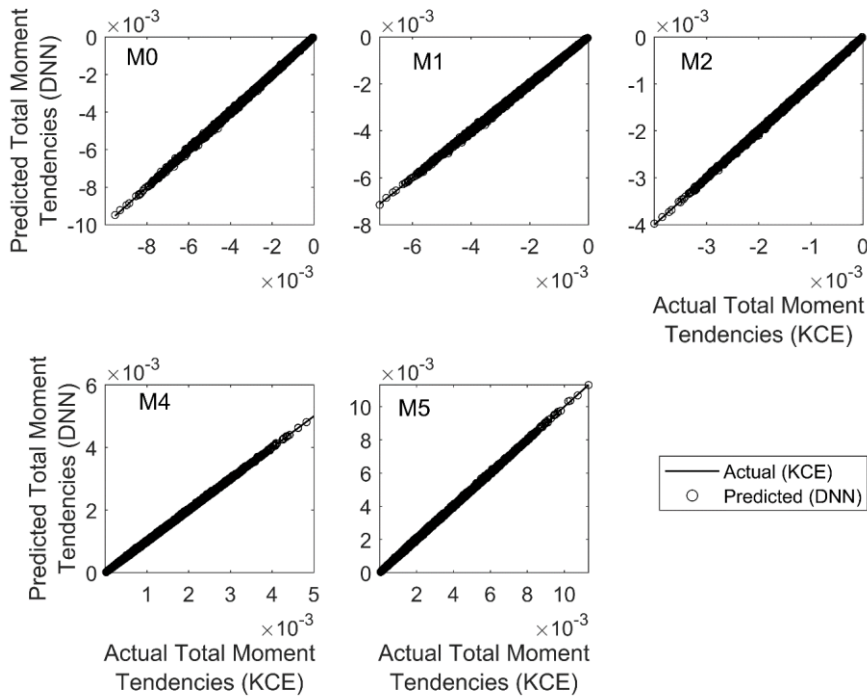 ×10⁻³ ×10⁻³ ×10⁻³
Predicted Total Moment
Tendencies (DNN)
0
-2
-4
-6
-8
-10
M0
-8 -6 -4 -2 0
×10⁻³
0
-2
-4
-6
-8
M1
-6 -4 -2 0
×10⁻³
0
-1
-2
-3
-4
M2
-3 -2 -1 0
×10⁻³
Actual Total Moment
Tendencies (KCE)
×10⁻³ ×10⁻³
Predicted Total Moment
Tendencies (DNN)
6
4
2
0
M4
1 2 3 4 5
×10⁻³
Actual Total Moment
Tendencies (KCE)
10
8
6
4
2
0
M5
2 4 6 8 10
×10⁻³
Actual Total Moment
Tendencies (KCE)
Actual (KCE)
Predicted (DNN)